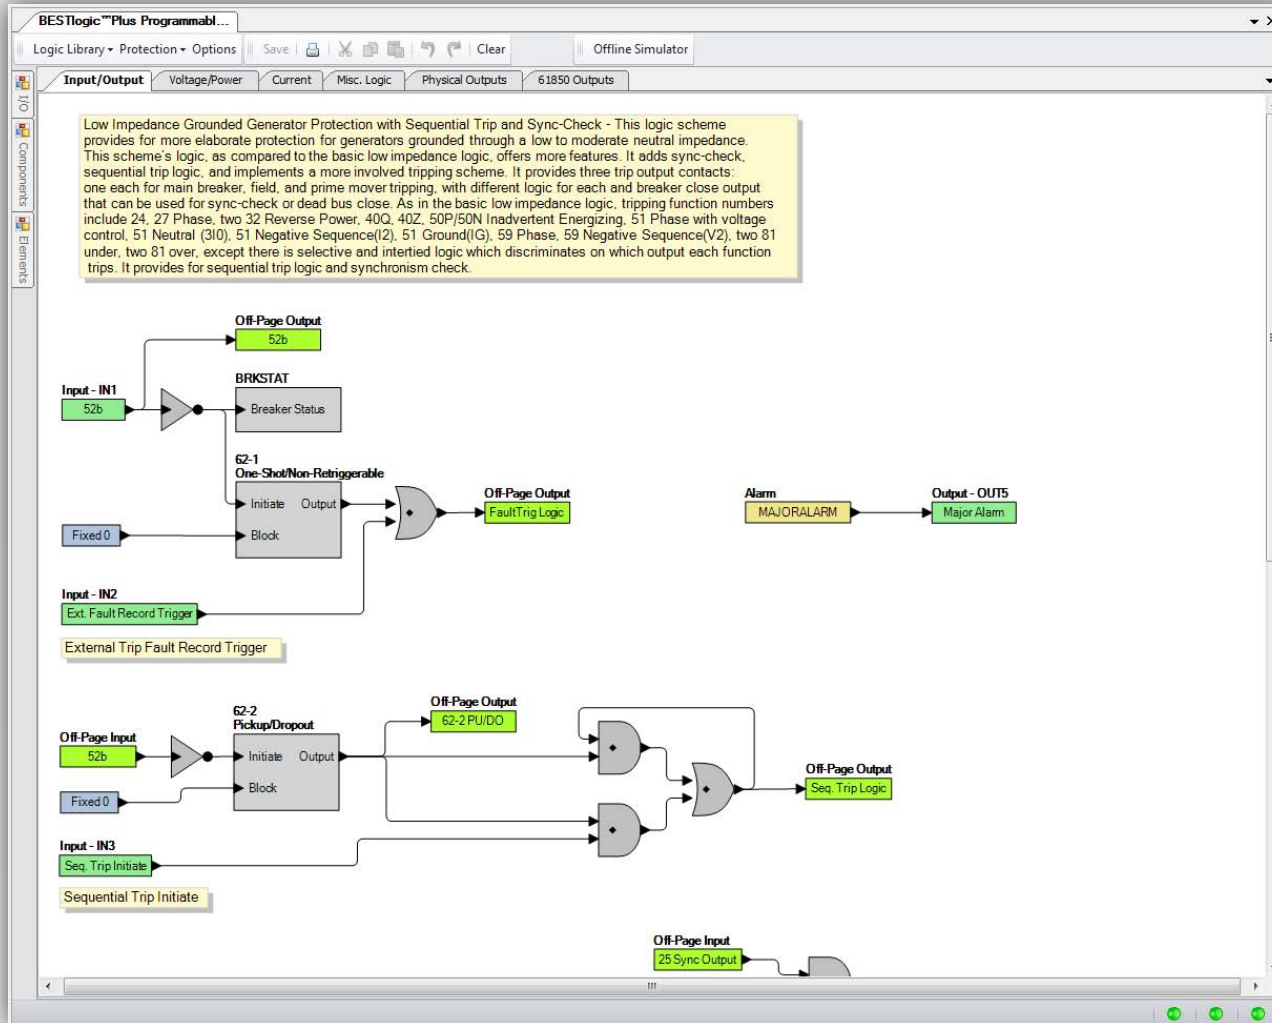 BESTlogic™Plus Programmabl...
Logic Library Protection Options Save Clear Offline Simulator
Input/Output Voltage/Power Current Misc. Logic Physical Outputs 61850 Outputs
I/O
Components
Elements
Low Impedance Grounded Generator Protection with Sequential Trip and Sync-Check - This logic scheme
provides for more elaborate protection for generators grounded through a low to moderate neutral impedance.
This scheme's logic, as compared to the basic low impedance logic, offers more features. It adds sync-check,
sequential trip logic, and implements a more involved tripping scheme. It provides three trip output contacts:
one each for main breaker, field, and prime mover tripping, with different logic for each and breaker close output
that can be used for sync-check or dead bus close. As in the basic low impedance logic, tripping function numbers
include 24, 27 Phase, two 32 Reverse Power, 40Q, 40Z, 50P/50N Inadvertent Energizing, 51 Phase with voltage
control, 51 Neutral (3I0), 51 Negative Sequence(I2), 51 Ground(IG), 59 Phase, 59 Negative Sequence(V2), two 81
under, two 81 over, except there is selective and intertied logic which discriminates on which output each function
trips. It provides for sequential trip logic and synchronism check.
Off-Page Output
52b
Input - IN1
52b
BRKSTAT
Breaker Status
62-1
One-Shot/Non-Retriggerable
Initiate Output
Block
Fixed 0
Off-Page Output
FaultTrig Logic
Alarm
MAJORALARM
Output - OUT5
Major Alarm
Input - IN2
Ext. Fault Record Trigger
External Trip Fault Record Trigger
Off-Page Input
52b
62-2
Pickup/Dropout
Initiate Output
Block
Fixed 0
Off-Page Output
62-2 PU/DO
Off-Page Output
Seq. Trip Logic
Input - IN3
Seq. Trip Initiate
Sequential Trip Initiate
Off-Page Input
25 Sync Output